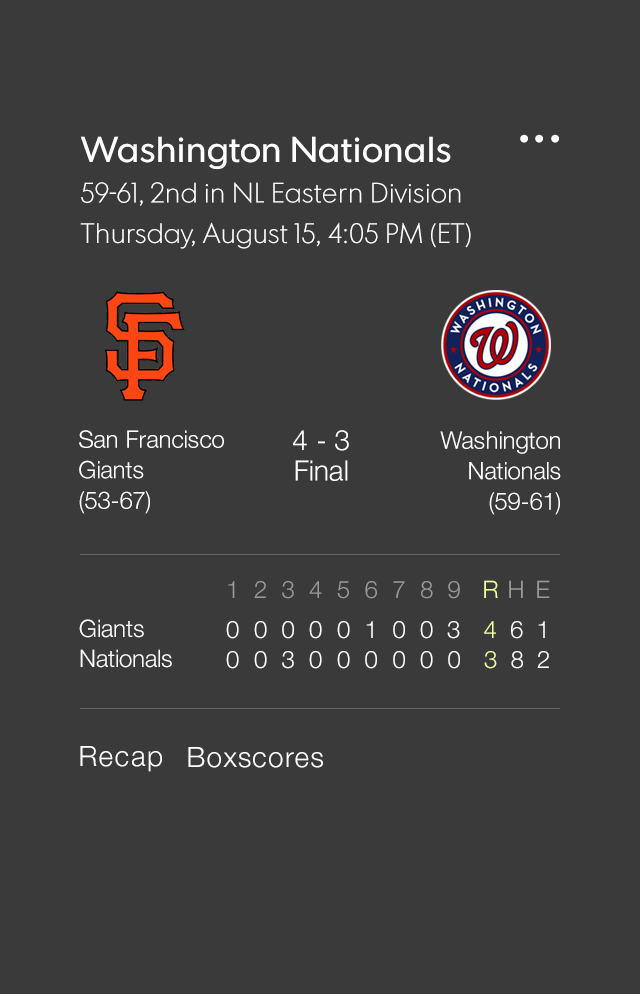 Washington Nationals
59-61, 2nd in NL Eastern Division
Thursday, August 15, 4:05 PM (ET)
SF
WASHINGTON
W
NATIONALS
San Francisco
Giants
(53-67)
4 - 3
Final
Washington
Nationals
(59-61)
1 2 3 4 5 6 7 8 9 R H E
Giants 0 0 0 0 0 1 0 0 3 4 6 1
Nationals 0 0 3 0 0 0 0 0 0 3 8 2
Recap Boxscores